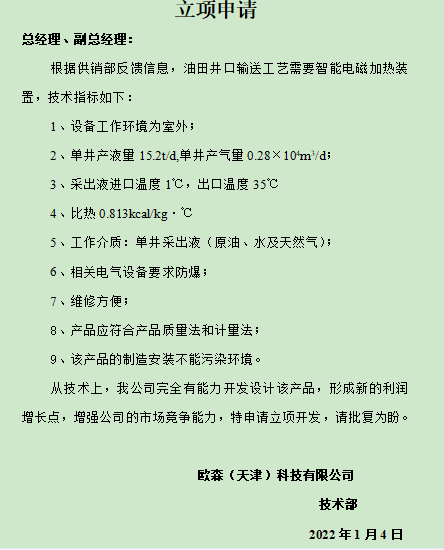 立项申请
总经理、副总经理：
根据供销部反馈信息，油田井口输送工艺需要智能电磁加热装
置，技术指标如下：
1、设备工作环境为室外；
2、单井产液量 15.2t/d,单井产气量 0.28×10⁴m³/d；
3、采出液进口温度 1℃，出口温度 35℃
4、比热 0.813kcal/kg·℃
5、工作介质：单井采出液（原油、水及天然气）；
6、相关电气设备要求防爆；
7、维修方便；
8、产品应符合产品质量法和计量法；
9、该产品的制造安装不能污染环境。
从技术上，我公司完全有能力开发设计该产品，形成新的利润
增长点，增强公司的市场竞争能力，特申请立项开发，请批复为盼。
欧淼（天津）科技有限公司
技术部
2022 年 1 月 4 日